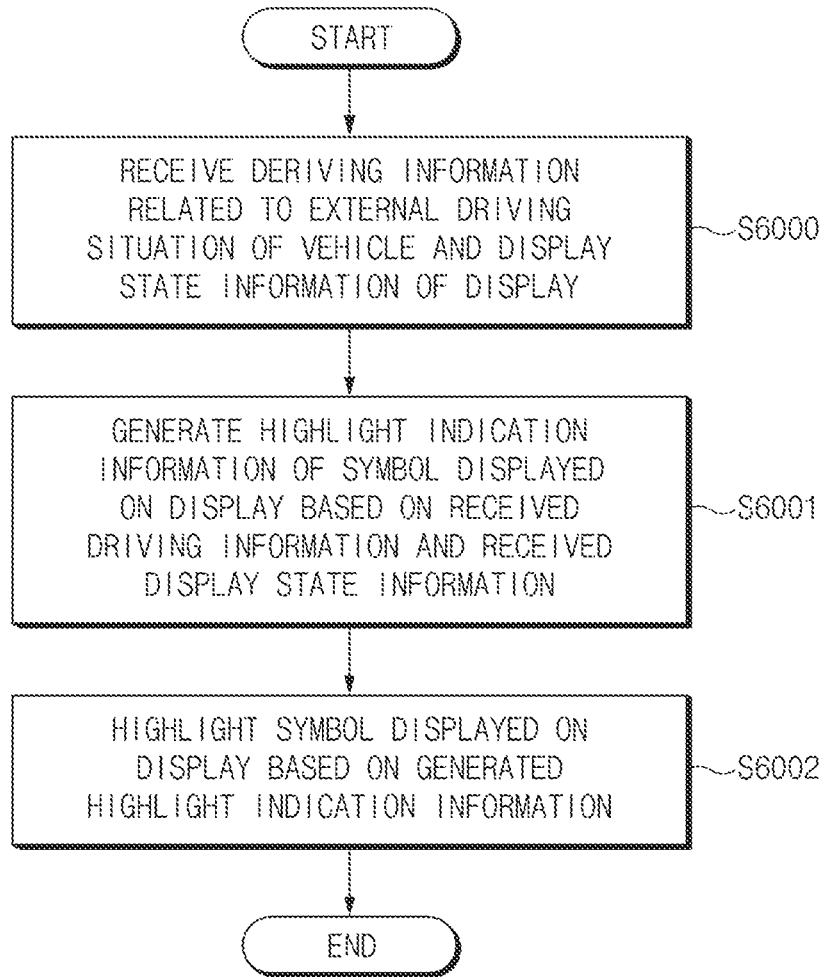 START
RECEIVE DERIVING INFORMATION
RELATED TO EXTERNAL DRIVING
SITUATION OF VEHICLE AND DISPLAY
STATE INFORMATION OF DISPLAY
S6000
GENERATE HIGHLIGHT INDICATION
INFORMATION OF SYMBOL DISPLAYED
ON DISPLAY BASED ON RECEIVED
DRIVING INFORMATION AND RECEIVED
DISPLAY STATE INFORMATION
S6001
HIGHLIGHT SYMBOL DISPLAYED ON
DISPLAY BASED ON GENERATED
HIGHLIGHT INDICATION INFORMATION
S6002
END